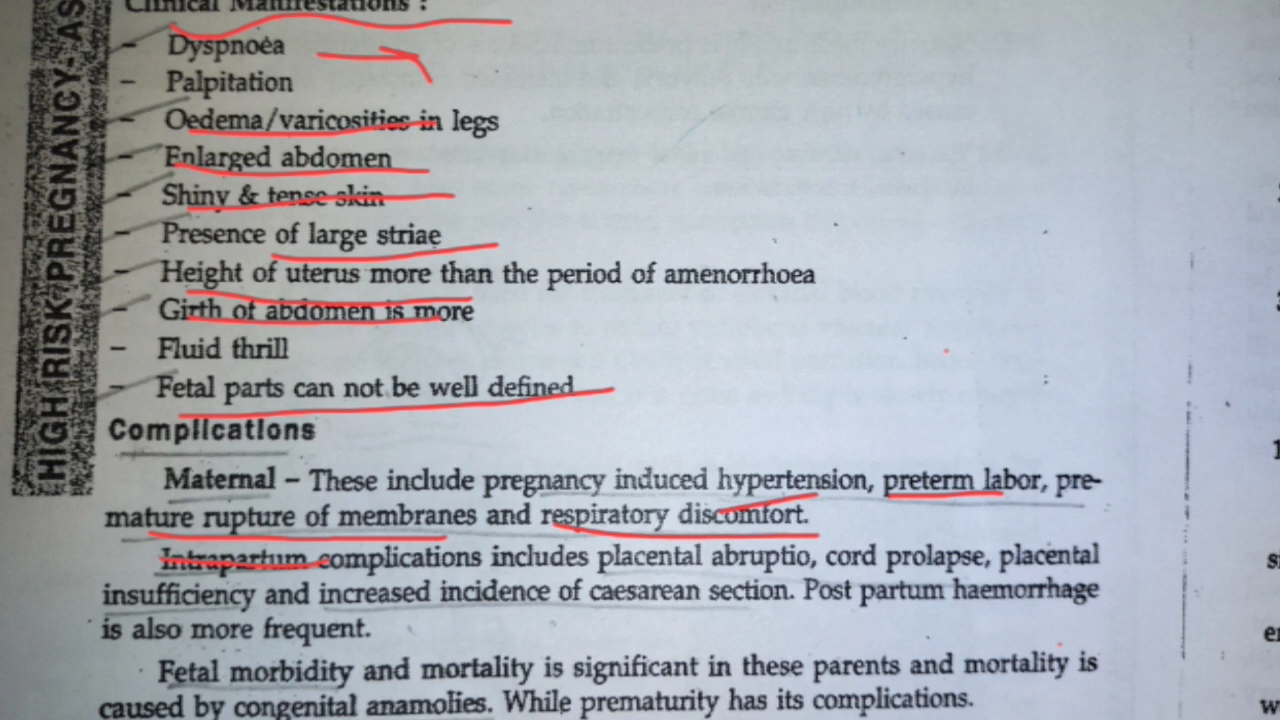 HIGH RISK PREGNANCY- AS
Clinical Manifestations :
– Dyspnoea
– Palpitation
– Oedema/varicosities in legs
– Enlarged abdomen
– Shiny & tense skin
– Presence of large striae
– Height of uterus more than the period of amenorrhoea
– Girth of abdomen is more
– Fluid thrill
– Fetal parts can not be well defined
Complications
Maternal – These include pregnancy induced hypertension, preterm labor, pre-
mature rupture of membranes and respiratory discomfort.
Intrapartum complications includes placental abruptio, cord prolapse, placental
insufficiency and increased incidence of caesarean section. Post partum haemorrhage
is also more frequent.
Fetal morbidity and mortality is significant in these parents and mortality is
caused by congenital anamolies. While prematurity has its complications.